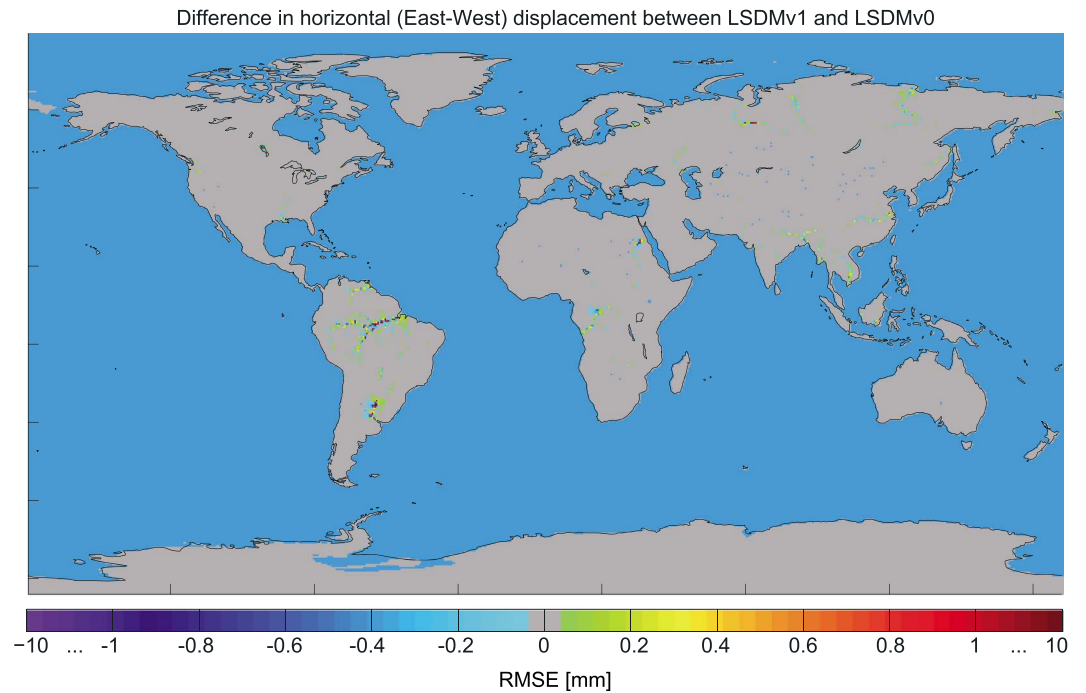 Difference in horizontal (East-West) displacement between LSDMv1 and LSDMv0
−10 ... -1 -0.8 -0.6 -0.4 -0.2 0 0.2 0.4 0.6 0.8 1 ... 10
RMSE [mm]